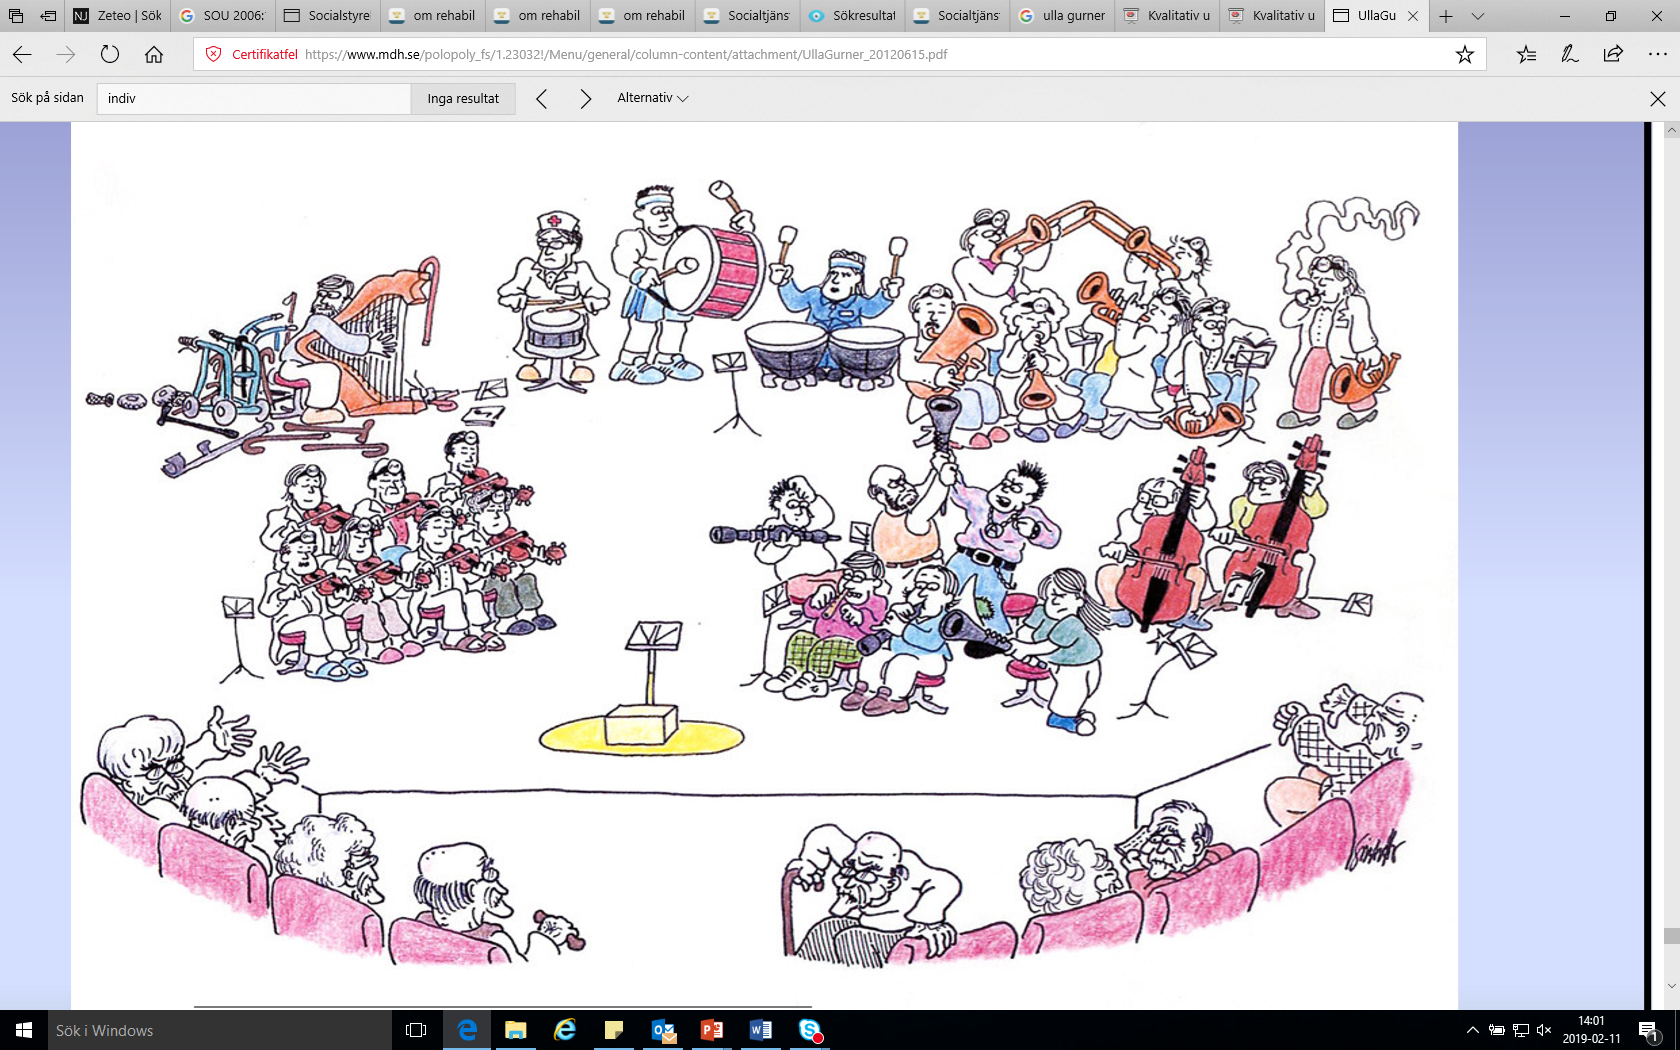 Zeteo | Sök
SOU 2006:
Socialstyre
om rehabil
om rehabil
om rehabil
Socialtjäns
Sökresultat
Socialtjäns
ulla gurner
Kvalitativ u
Kvalitativ u
UllaGu
Certifikatfel https://www.mdh.se/polopoly_fs/1.23032!/Menu/general/column-content/attachment/UllaGurner_20120615.pdf
Sök på sidan indiv Inga resultat Alternativ
Sök i Windows
14:01
2019-02-11
1